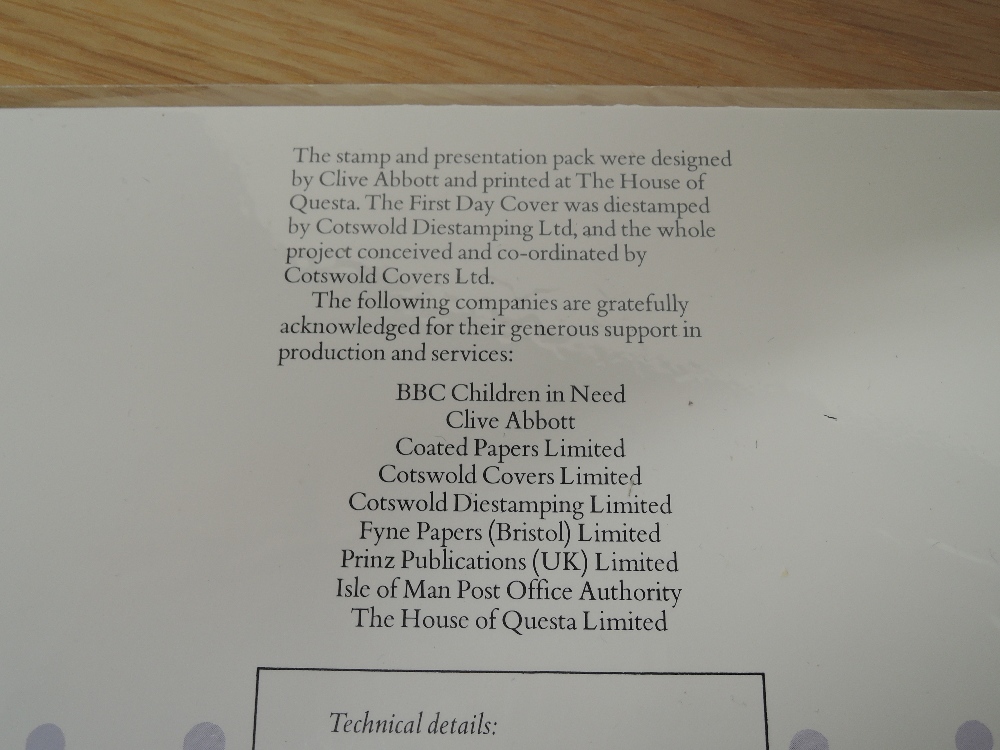 The stamp and presentation pack were designed
by Clive Abbott and printed at The House of
Questa. The First Day Cover was diestamped
by Cotswold Diestamping Ltd, and the whole
project conceived and co-ordinated by
Cotswold Covers Ltd.
The following companies are gratefully
acknowledged for their generous support in
production and services:
BBC Children in Need
Clive Abbott
Coated Papers Limited
Cotswold Covers Limited
Cotswold Diestamping Limited
Fyne Papers (Bristol) Limited
Prinz Publications (UK) Limited
Isle of Man Post Office Authority
The House of Questa Limited
Technical details: